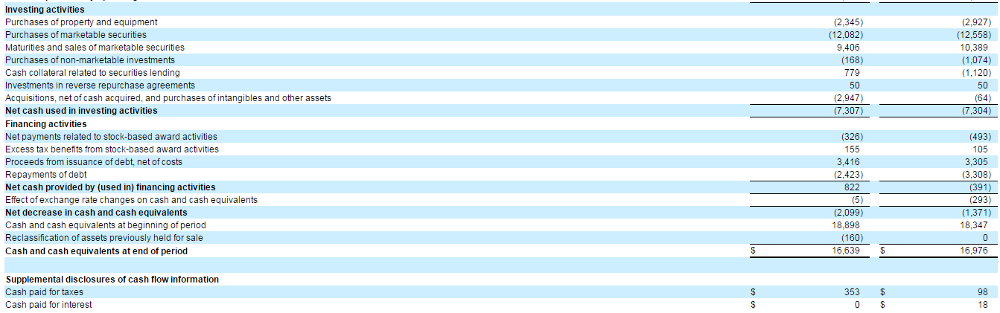 Investing activities
Purchases of property and equipment (2,345) (2,927)
Purchases of marketable securities (12,082) (12,558)
Maturities and sales of marketable securities 9,406 10,389
Purchases of non-marketable investments (168) (1,074)
Cash collateral related to securities lending 779 (1,120)
Investments in reverse repurchase agreements 50 50
Acquisitions, net of cash acquired, and purchases of intangibles and other assets (2,947) (64)
Net cash used in investing activities (7,307) (7,304)
Financing activities
Net payments related to stock-based award activities (326) (493)
Excess tax benefits from stock-based award activities 155 105
Proceeds from issuance of debt, net of costs 3,416 3,305
Repayments of debt (2,423) (3,308)
Net cash provided by (used in) financing activities 822 (391)
Effect of exchange rate changes on cash and cash equivalents (5) (293)
Net decrease in cash and cash equivalents (2,099) (1,371)
Cash and cash equivalents at beginning of period 18,898 18,347
Reclassification of assets previously held for sale (160) 0
Cash and cash equivalents at end of period $ 16,639 $ 16,976
Supplemental disclosures of cash flow information
Cash paid for taxes $ 353 $ 98
Cash paid for interest $ 0 $ 18